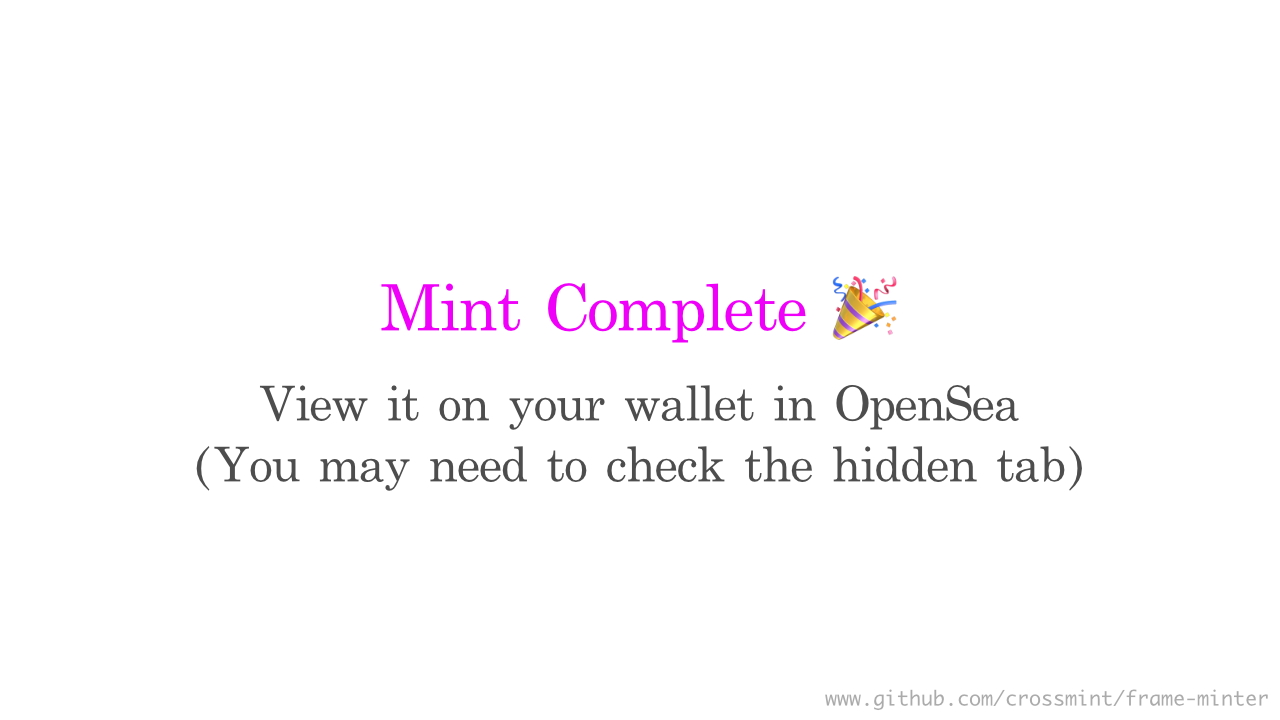 Mint Complete 🎉
View it on your wallet in OpenSea
(You may need to check the hidden tab)
www.github.com/crossmint/frame-minter